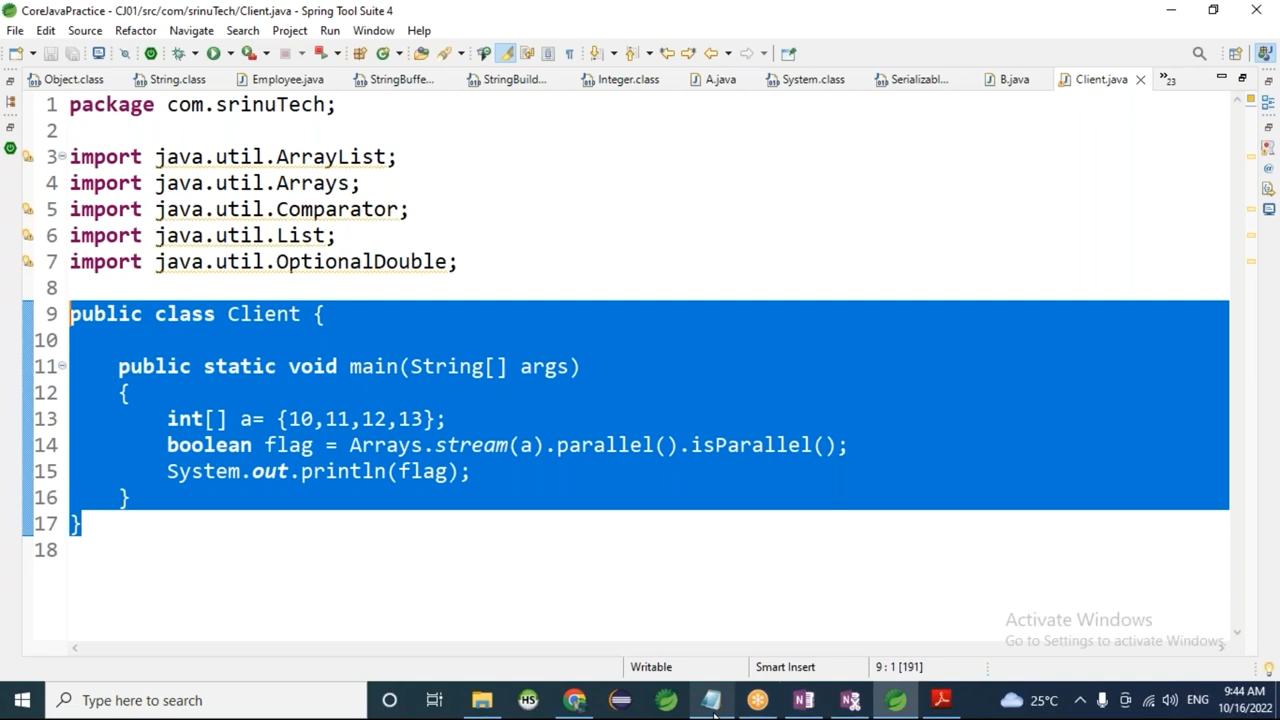 CoreJavaPractice - CJ01/src/com/srinuTech/Client.java - Spring Tool Suite 4
File Edit Source Refactor Navigate Search Project Run Window Help
Object.class String.class Employee.java StringBuffe... StringBuild... Integer.class A.java System.class Serializabl... B.java Client.java 23
1 package com.srinuTech;
2
3 import java.util.ArrayList;
4 import java.util.Arrays;
5 import java.util.Comparator;
6 import java.util.List;
7 import java.util.OptionalDouble;
8
9 public class Client {
10
11 public static void main(String[] args)
12 {
13 int[] a= {10,11,12,13};
14 boolean flag = Arrays.stream(a).parallel().isParallel();
15 System.out.println(flag);
16 }
17 }
18
Activate Windows
Go to Settings to activate Windows.
Writable Smart Insert 9 : 1 [191]
Type here to search HS N N 25°C ENG 9:44 AM
10/16/2022